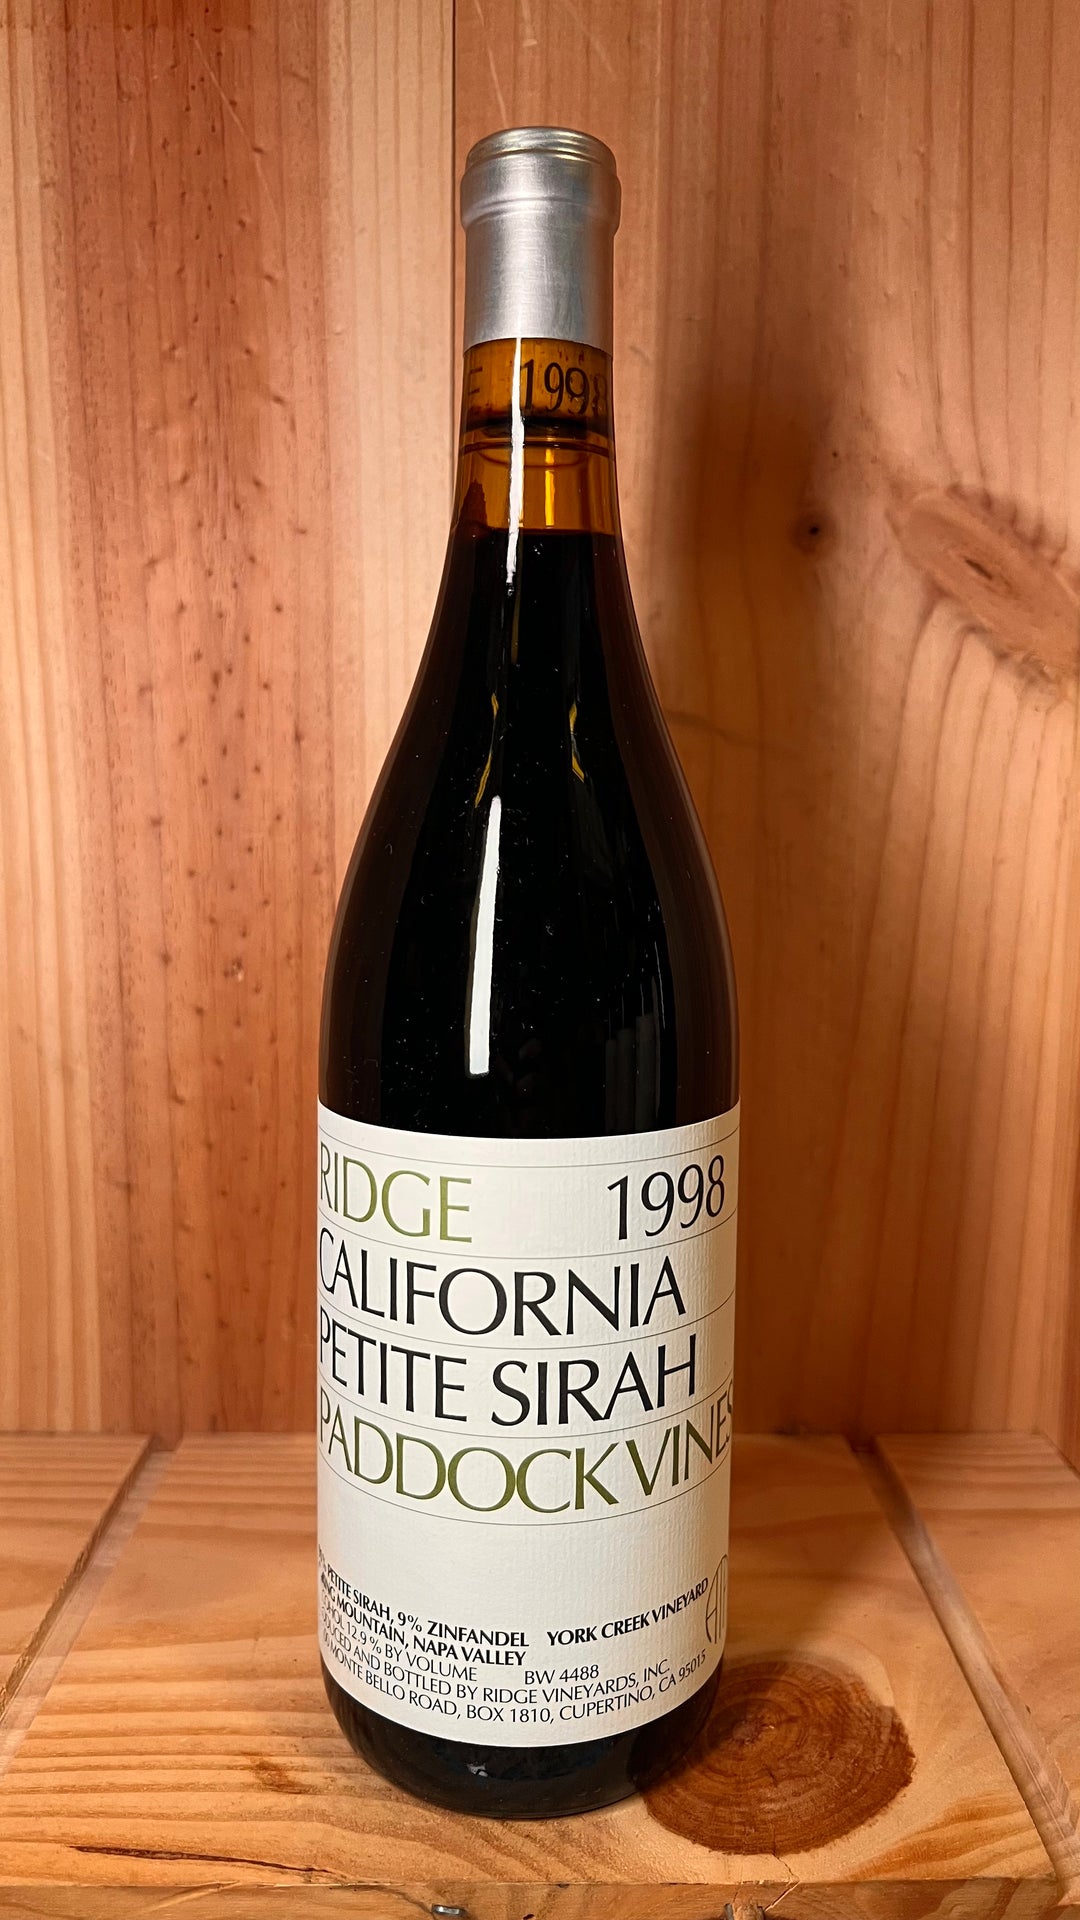 1998
RIDGE 1998
CALIFORNIA
PETITE SIRAH
PADDOCK VINES
% PETITE SIRAH, 9% ZINFANDEL YORK CREEK VINEYARD
MOUNTAIN, NAPA VALLEY
12.9% BY VOLUME BW 4488
AND BOTTLED BY RIDGE VINEYARDS, INC.
MONTE BELLO ROAD, BOX 1810, CUPERTINO, CA 95015